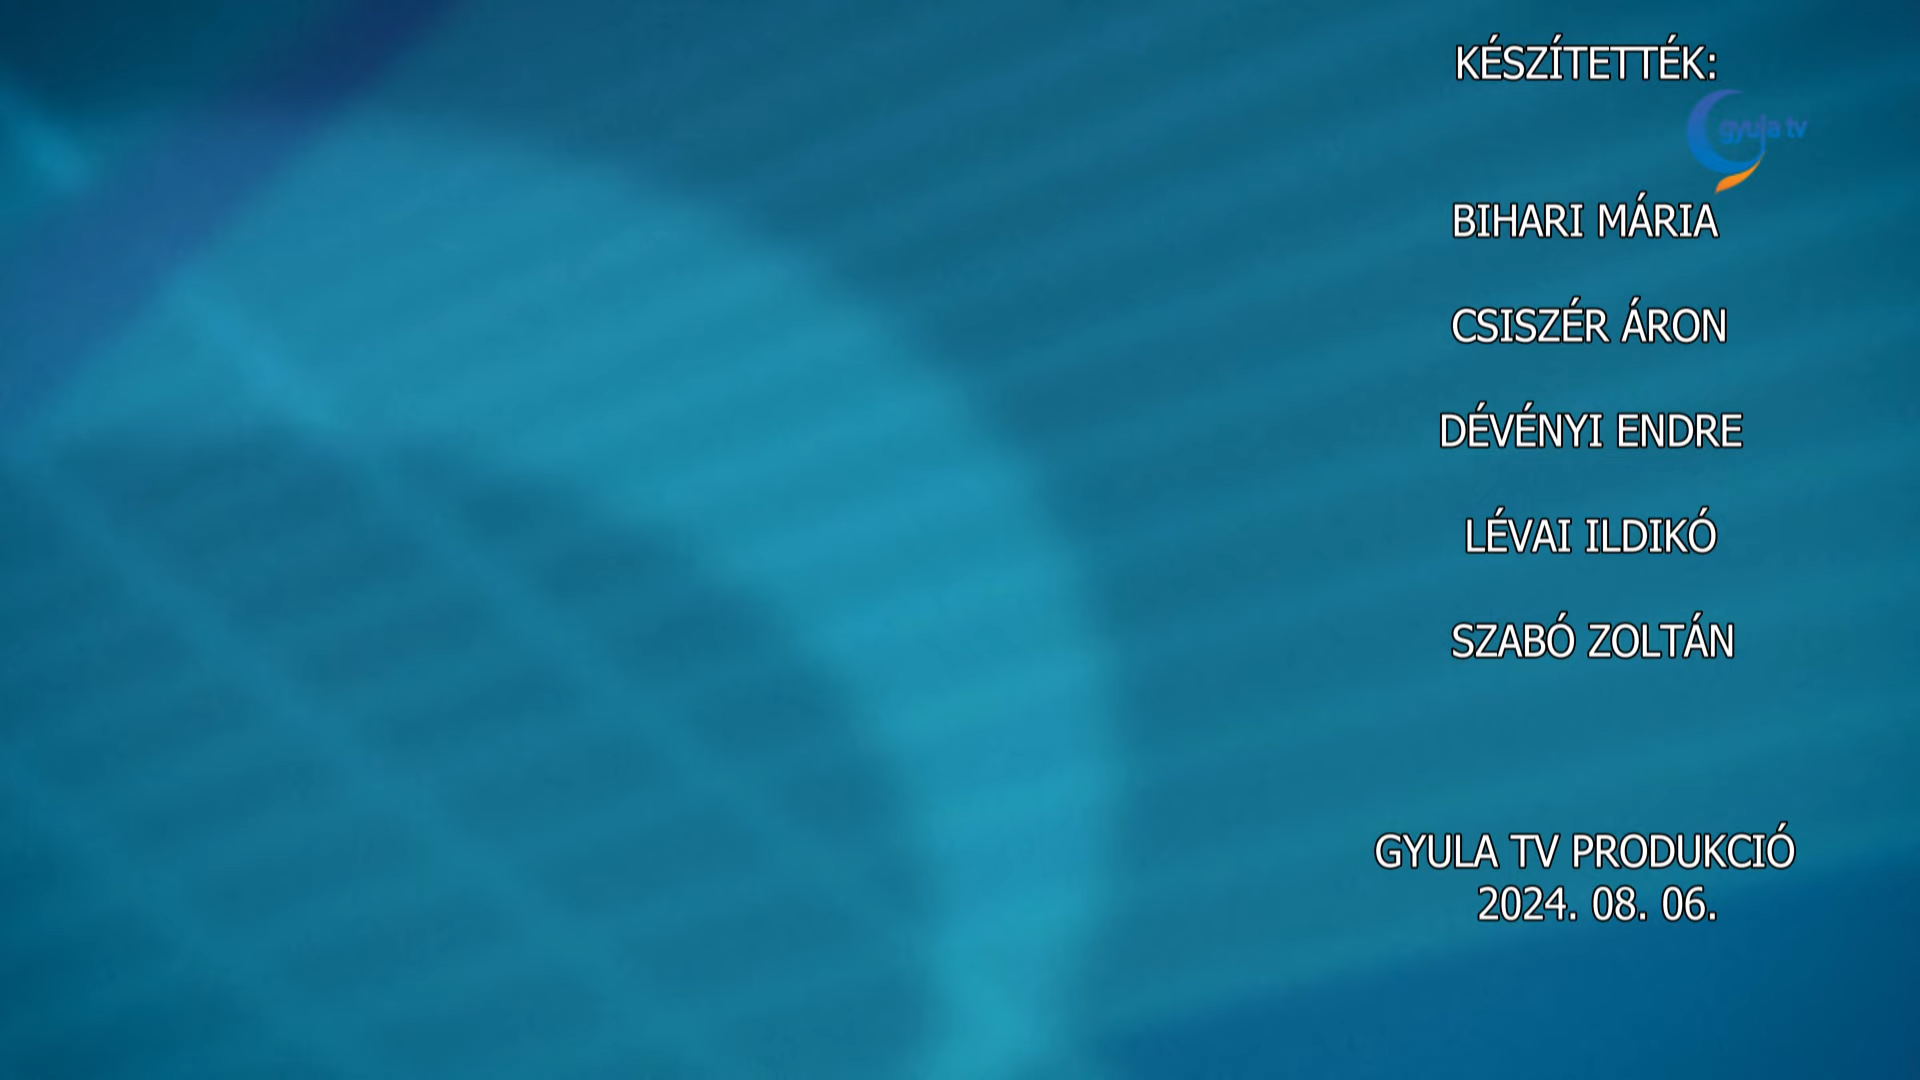 KÉSZÍTETTÉK:
gyula tv
BIHARI MÁRIA
CSISZÉR ÁRON
DÉVÉNYI ENDRE
LÉVAI ILDIKÓ
SZABÓ ZOLTÁN
GYULA TV PRODUKCIÓ
2024. 08. 06.